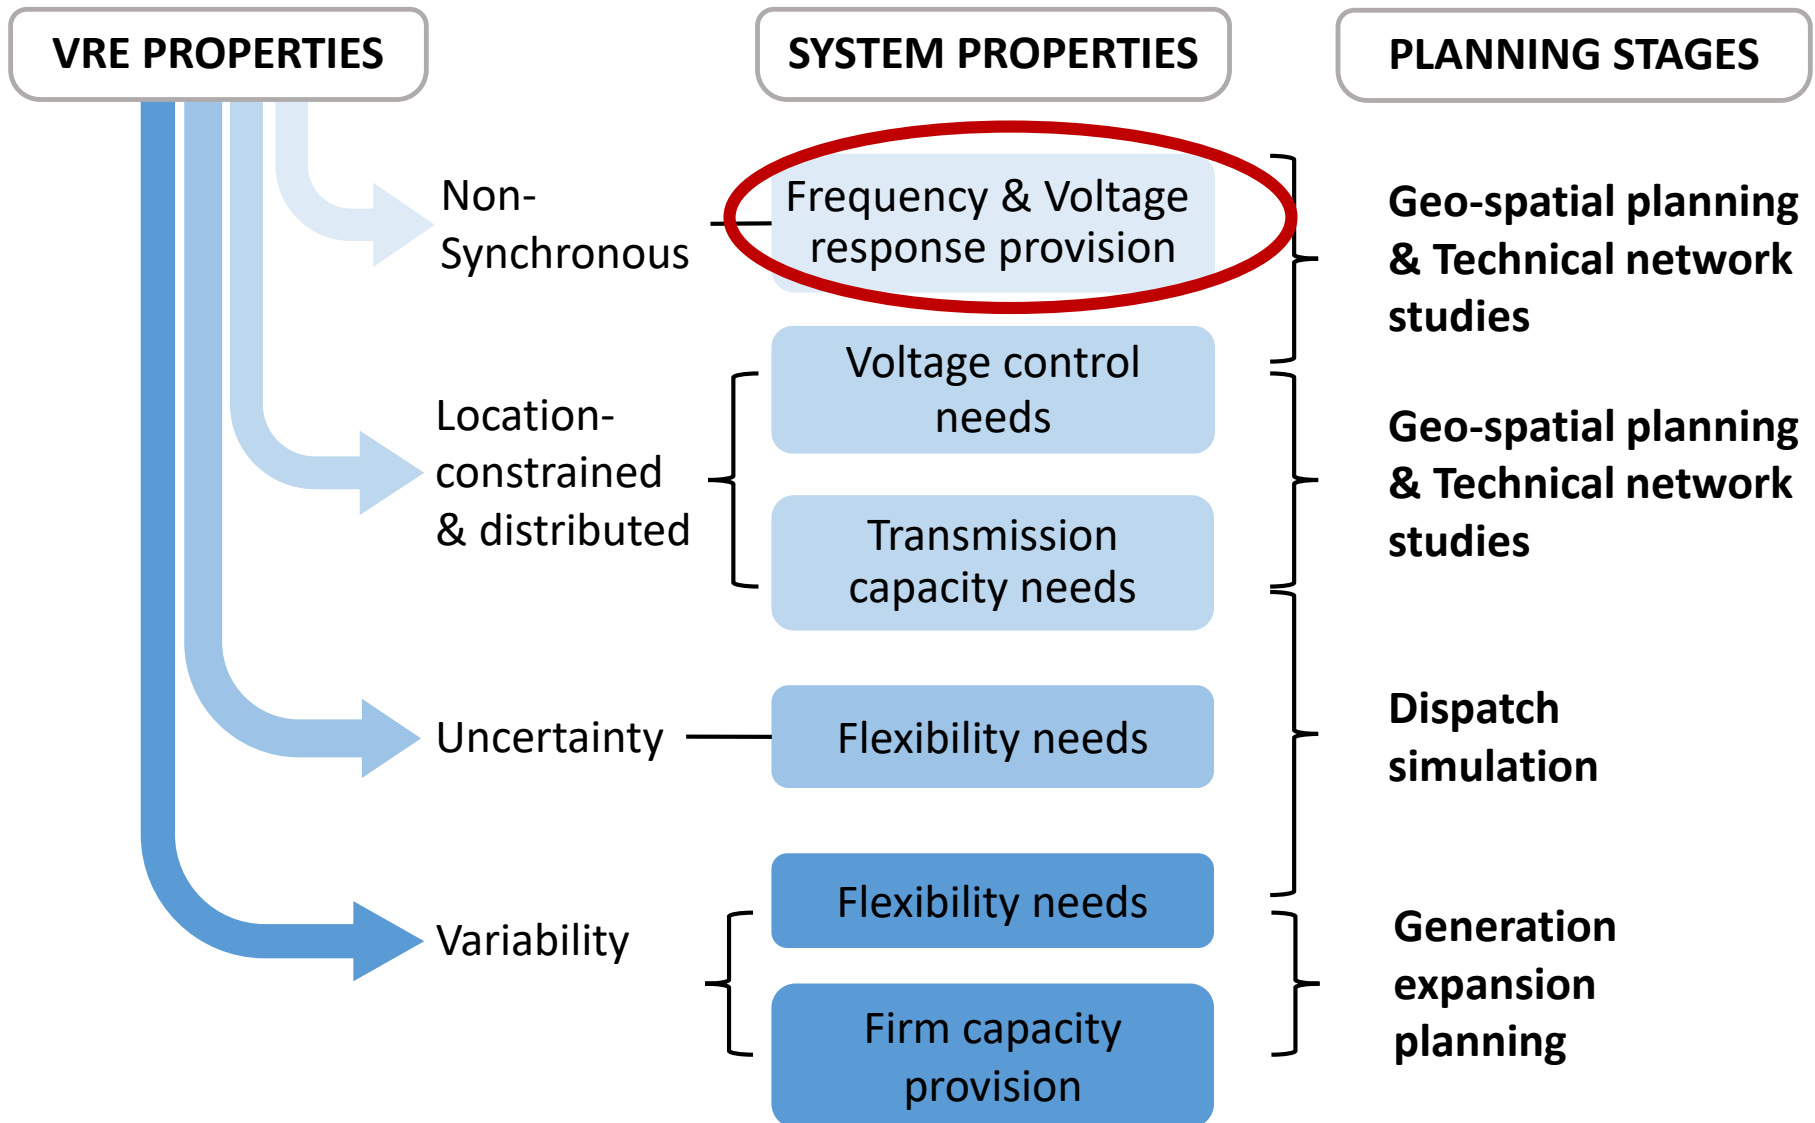 VRE PROPERTIES
SYSTEM PROPERTIES
PLANNING STAGES
Non-
Synchronous
Frequency & Voltage
response provision
Geo-spatial planning
& Technical network
studies
Location-
constrained
& distributed
Voltage control
needs
Transmission
capacity needs
Geo-spatial planning
& Technical network
studies
Uncertainty
Flexibility needs
Dispatch
simulation
Variability
Flexibility needs
Firm capacity
provision
Generation
expansion
planning